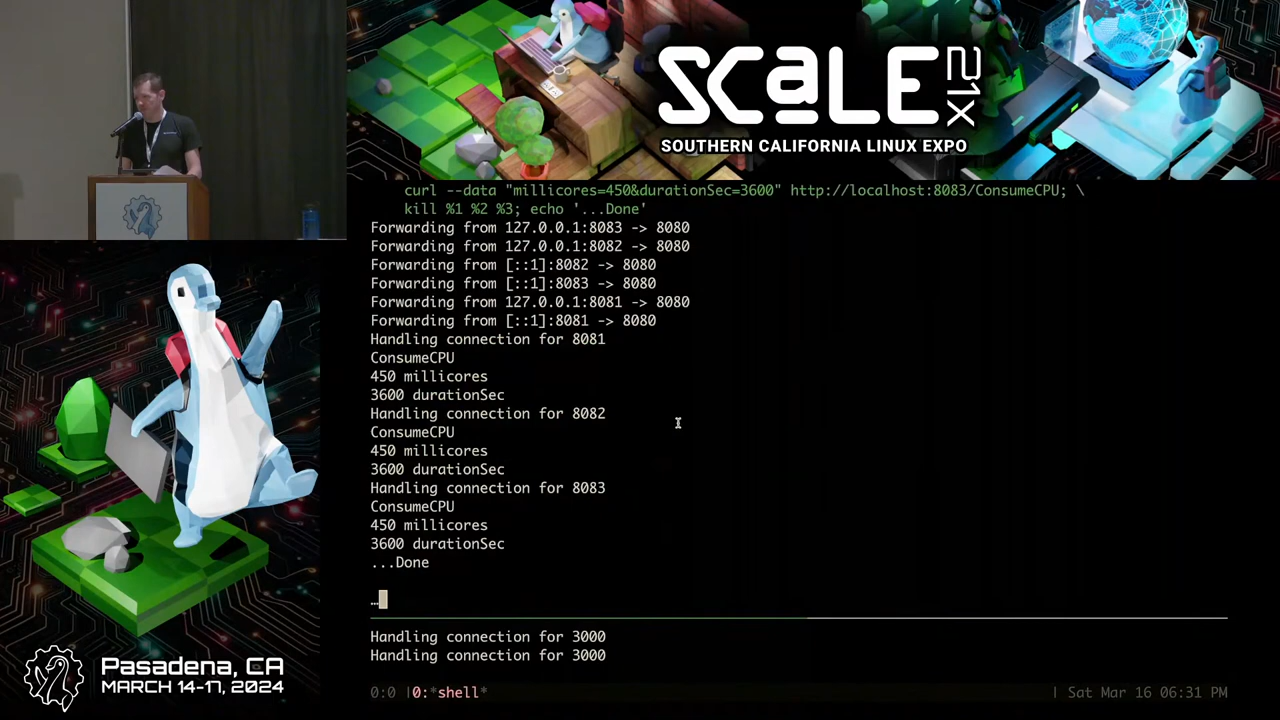 SCaLE 21X
SOUTHERN CALIFORNIA LINUX EXPO
curl --data "millicores=450&durationSec=3600" http://localhost:8083/ConsumeCPU; \
kill %1 %2 %3; echo '...Done'
Forwarding from 127.0.0.1:8083 -> 8080
Forwarding from 127.0.0.1:8082 -> 8080
Forwarding from [::1]:8082 -> 8080
Forwarding from [::1]:8083 -> 8080
Forwarding from 127.0.0.1:8081 -> 8080
Forwarding from [::1]:8081 -> 8080
Handling connection for 8081
ConsumeCPU
450 millicores
3600 durationSec
Handling connection for 8082
ConsumeCPU
450 millicores
3600 durationSec
Handling connection for 8083
ConsumeCPU
450 millicores
3600 durationSec
...Done
…
Handling connection for 3000
Handling connection for 3000
0:0 |0:*shell* | Sat Mar 16 06:31 PM
Pasadena, CA
MARCH 14-17, 2024